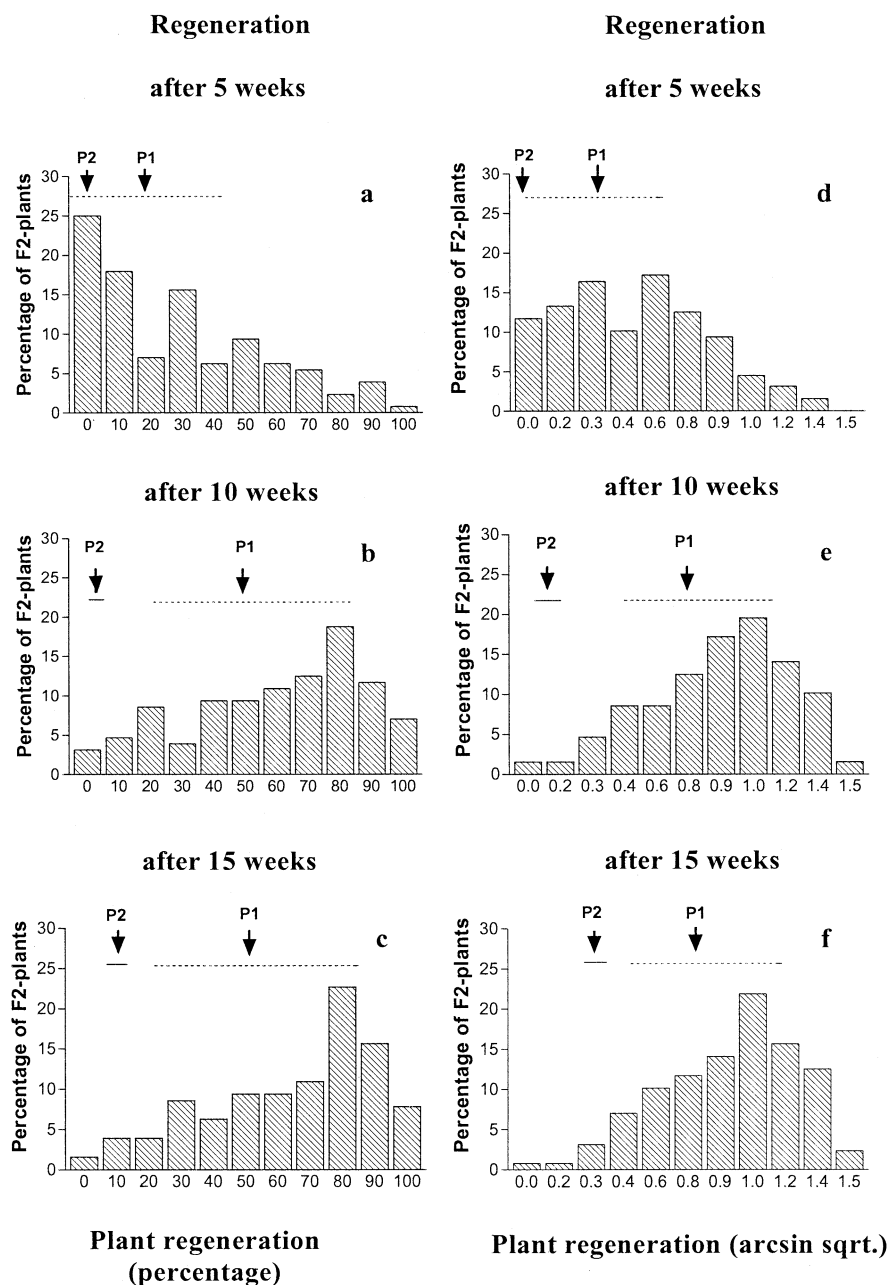 Regeneration
after 5 weeks
P2 P1
a
Percentage of F2-plants
30
25
20
15
10
5
0
0 10 20 30 40 50 60 70 80 90 100
after 10 weeks
P2 P1
b
Percentage of F2-plants
30
25
20
15
10
5
0
0 10 20 30 40 50 60 70 80 90 100
after 15 weeks
P2 P1
c
Percentage of F2-plants
30
25
20
15
10
5
0
0 10 20 30 40 50 60 70 80 90 100
Plant regeneration
(percentage)
Regeneration
after 5 weeks
P2 P1
d
Percentage of F2-plants
30
25
20
15
10
5
0
0.0 0.2 0.3 0.4 0.6 0.8 0.9 1.0 1.2 1.4 1.5
after 10 weeks
P2 P1
e
Percentage of F2-plants
30
25
20
15
10
5
0
0.0 0.2 0.3 0.4 0.6 0.8 0.9 1.0 1.2 1.4 1.5
after 15 weeks
P2 P1
f
Percentage of F2-plants
30
25
20
15
10
5
0
0.0 0.2 0.3 0.4 0.6 0.8 0.9 1.0 1.2 1.4 1.5
Plant regeneration (arcsin sqrt.)